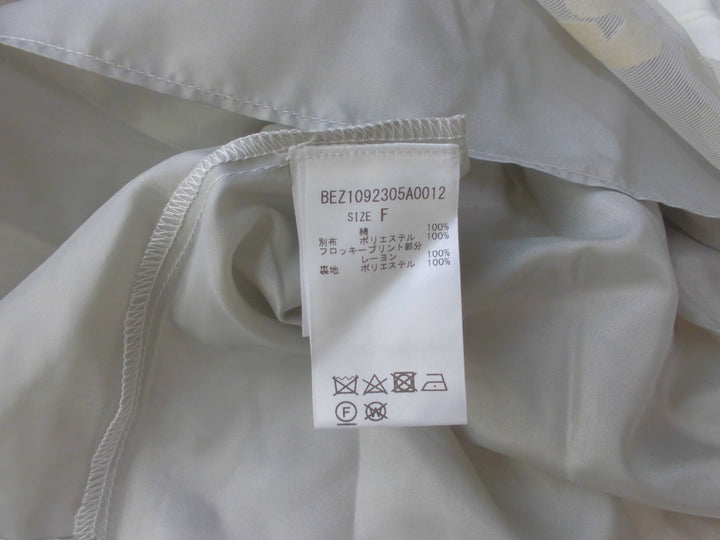 BEZ1092305A0012
SIZE F
綿 100%
別布 ポリエステル 100%
フロッキープリント部分
レーヨン 100%
裏地 ポリエステル 100%
F
W